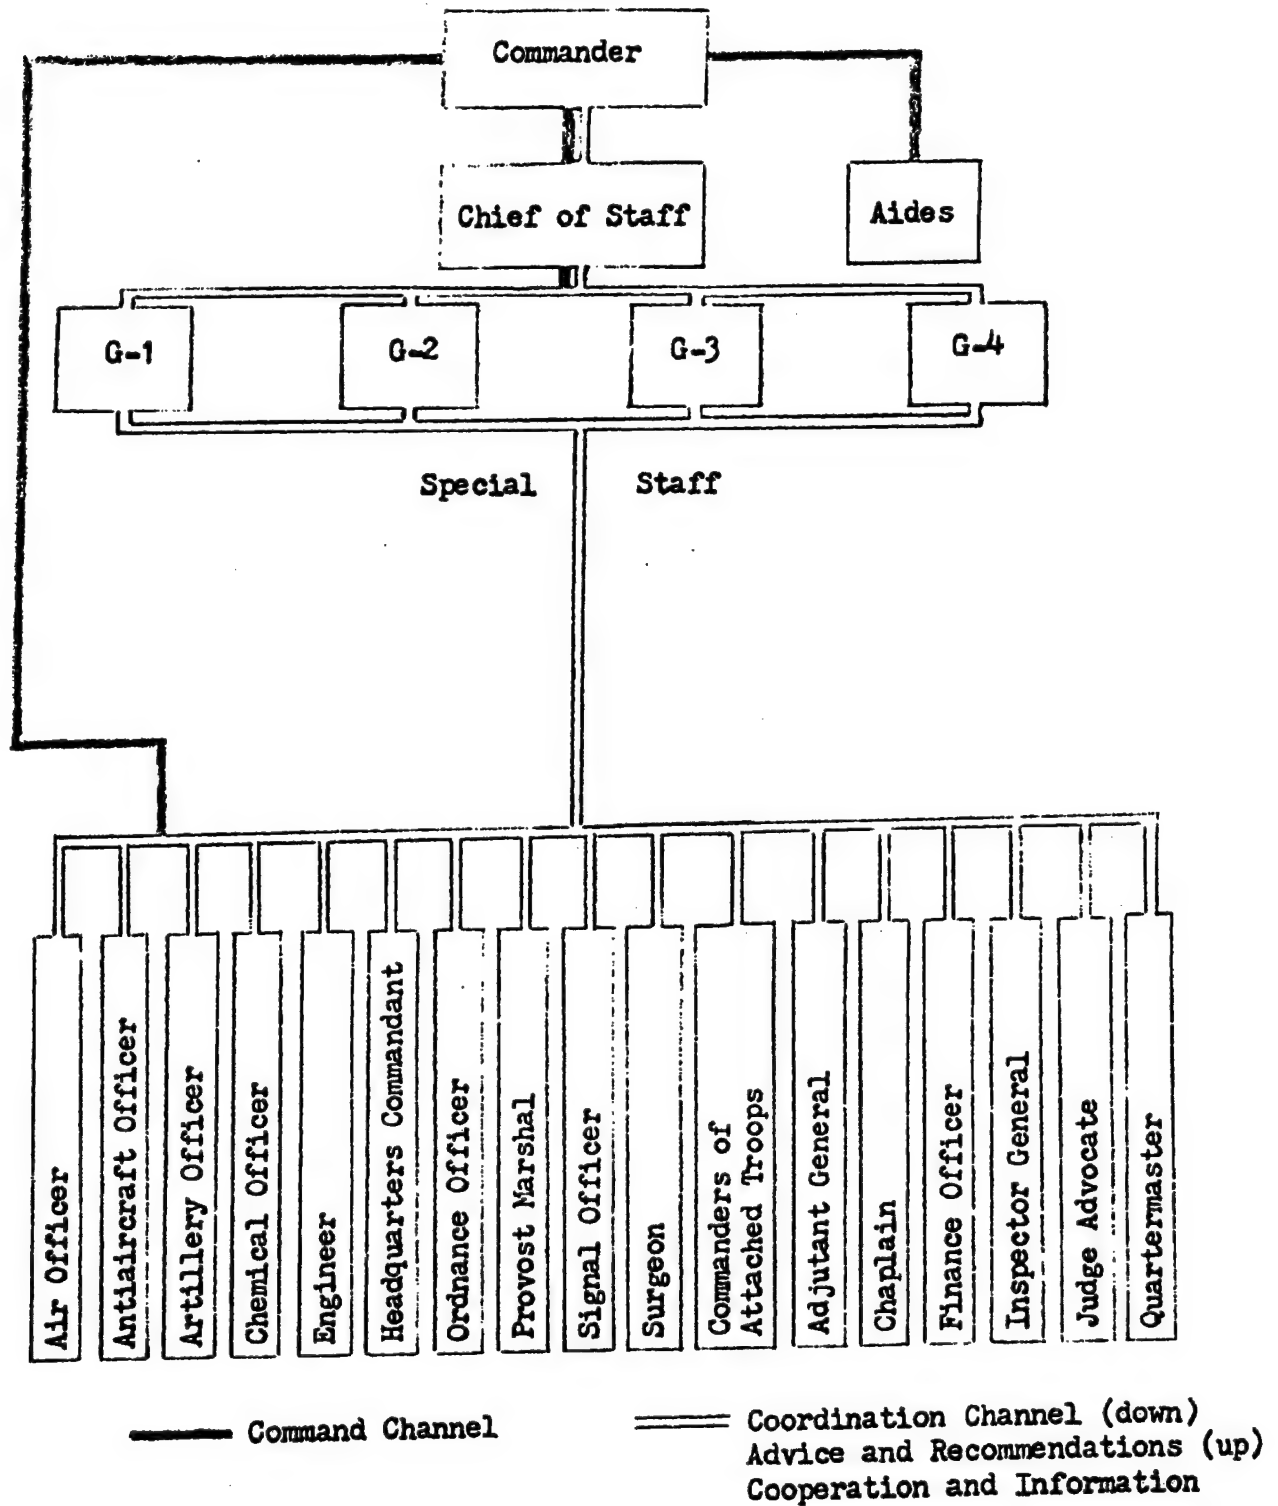 Commander
Chief of Staff
Aides
G-1
G-2
G-3
G-4
Special Staff
Air Officer
Antiaircraft Officer
Artillery Officer
Chemical Officer
Engineer
Headquarters Commandant
Ordnance Officer
Provost Marshal
Signal Officer
Surgeon
Commanders of
Attached Troops
Adjutant General
Chaplain
Finance Officer
Inspector General
Judge Advocate
Quartermaster
Command Channel
Coordination Channel (down)
Advice and Recommendations (up)
Cooperation and Information